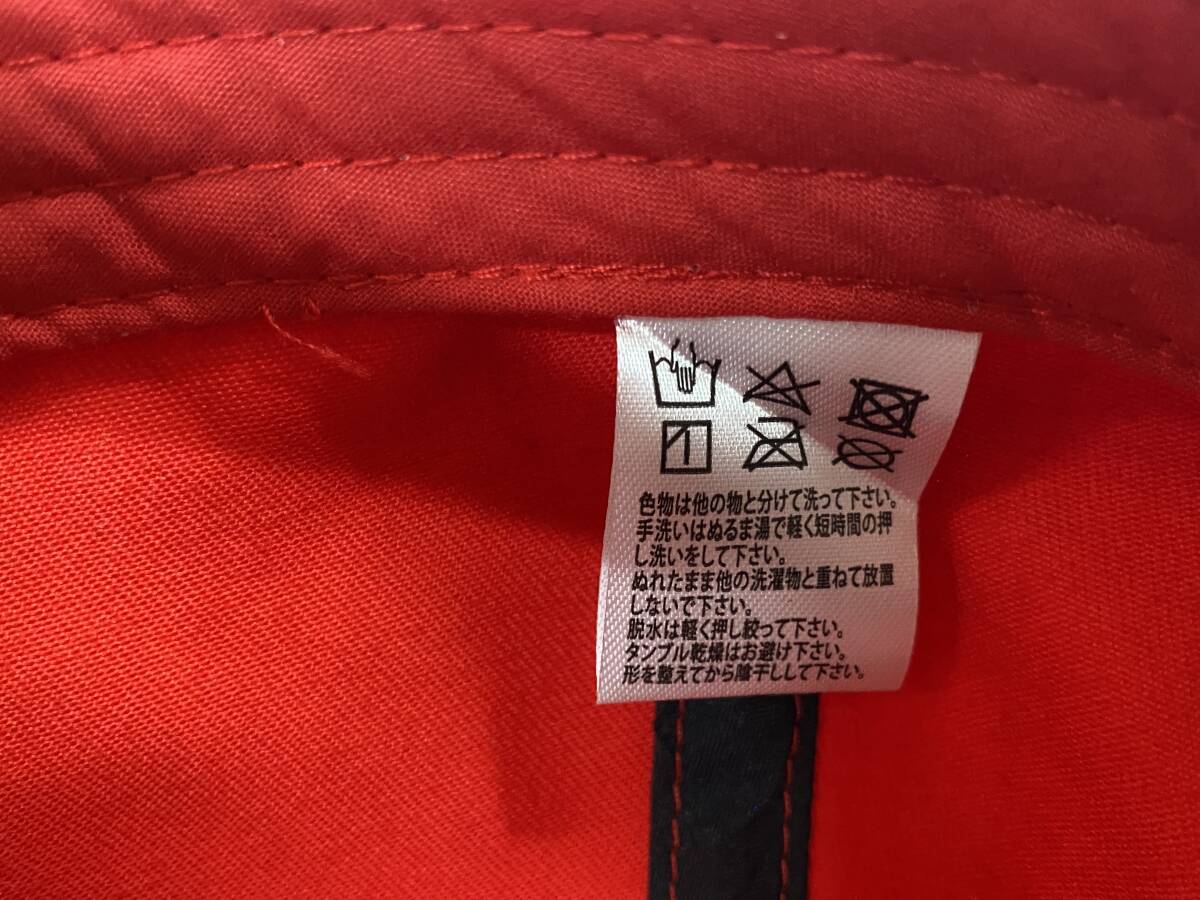 色物は他の物と分けて洗って下さい。
手洗いはぬるま湯で軽く短時間の押
し洗いをして下さい。
ぬれたまま他の洗濯物と重ねて放置
しないで下さい。
脱水は軽く押し絞って下さい。
タンブル乾燥はお避け下さい。
形を整えてから陰干しして下さい。